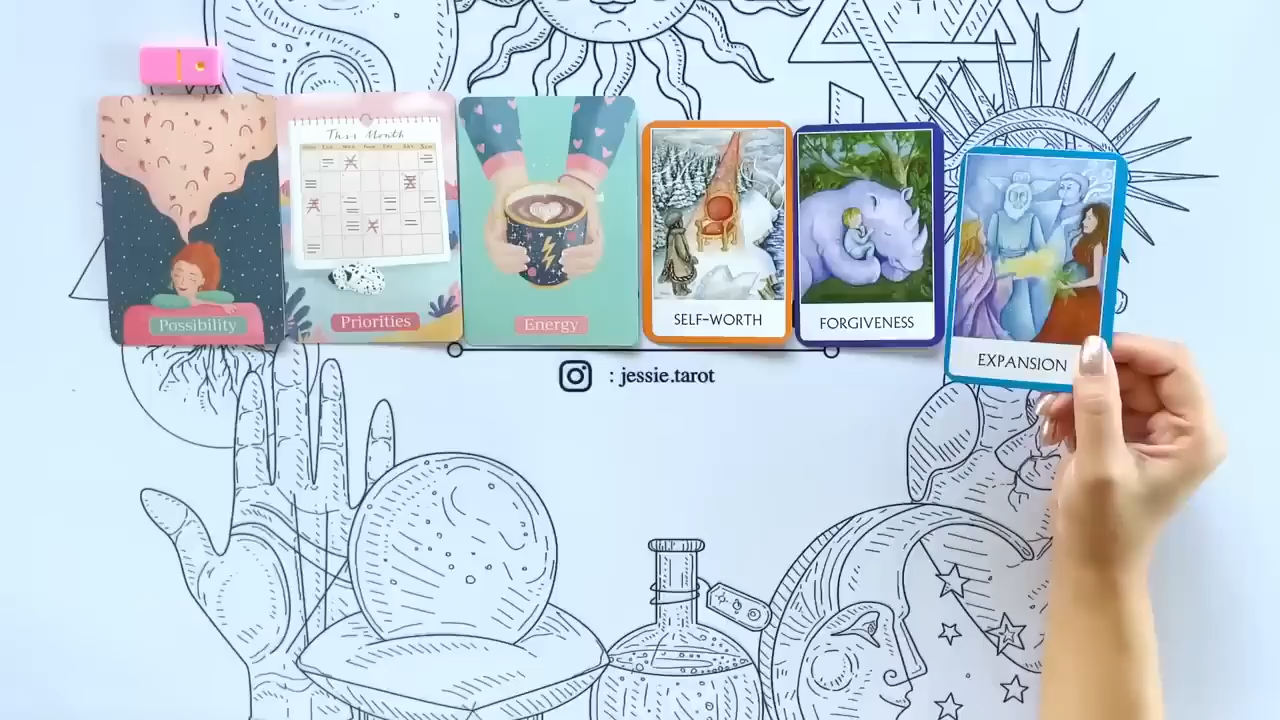 This Month
Possibility
Priorities
Energy
SELF-WORTH
FORGIVENESS
EXPANSION
: jessie.tarot